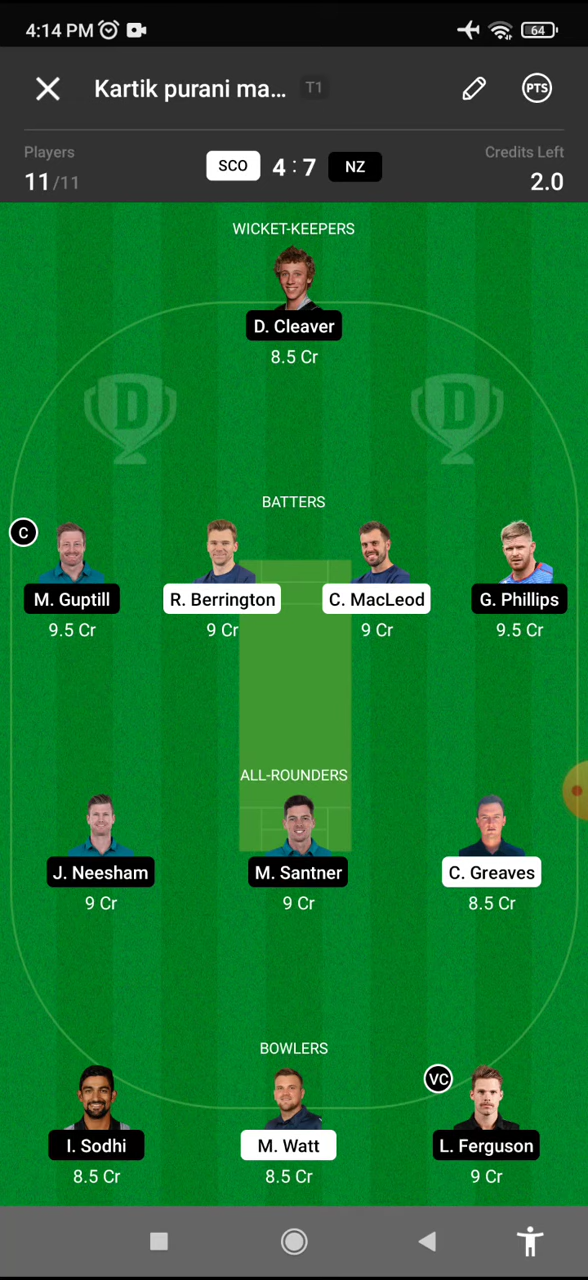 4:14 PM 64
Kartik purani ma... T1 PTS
Players Credits Left
11/11 SCO 4 : 7 NZ 2.0
WICKET-KEEPERS
D. Cleaver
8.5 Cr
D D
BATTERS
C
M. Guptill R. Berrington C. MacLeod G. Phillips
9.5 Cr 9 Cr 9 Cr 9.5 Cr
ALL-ROUNDERS
J. Neesham M. Santner C. Greaves
9 Cr 9 Cr 8.5 Cr
BOWLERS
VC
I. Sodhi M. Watt L. Ferguson
8.5 Cr 8.5 Cr 9 Cr